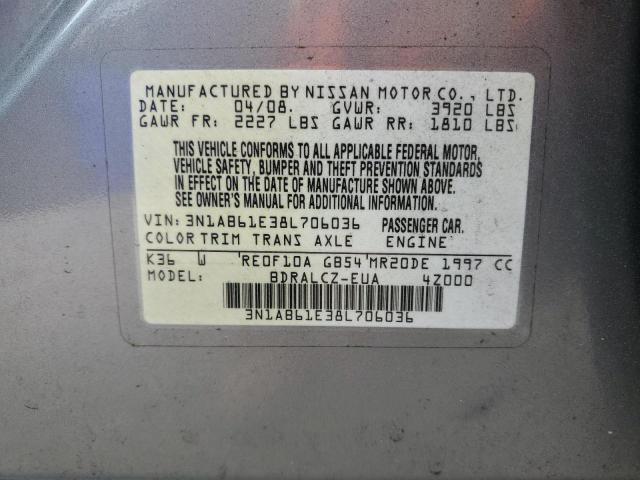 MANUFACTURED BY NISSAN MOTOR CO., LTD.
DATE: 04/08. GVWR: 3920 LBS
GAWR FR: 2227 LBS GAWR RR: 1810 LBS
THIS VEHICLE CONFORMS TO ALL APPLICABLE FEDERAL MOTOR,
VEHICLE SAFETY, BUMPER AND THEFT PREVENTION STANDARDS
IN EFFECT ON THE DATE OF MANUFACTURE SHOWN ABOVE.
SEE OWNER'S MANUAL FOR ADDITIONAL INFORMATION.
VIN: 3N1AB61E38L706036 PASSENGER CAR.
COLOR TRIM TRANS AXLE ENGINE
K36 W RE0F10A GB54 MR20DE 1997 CC
MODEL: BDRALCZ-EUA 4Z000
3N1AB61E38L706036